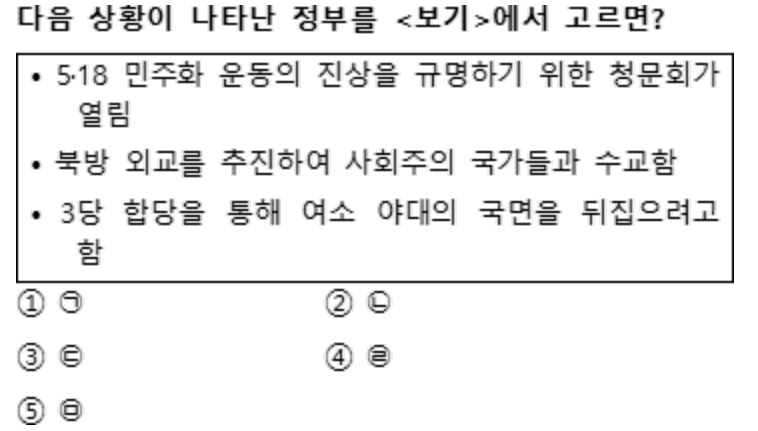 다음 상황이 나타난 정부를 <보기>에서 고르면?
• 5·18 민주화 운동의 진상을 규명하기 위한 청문회가
열림
• 북방 외교를 추진하여 사회주의 국가들과 수교함
• 3당 합당을 통해 여소 야대의 국면을 뒤집으려고
함
① ㉠ ② ㉡
③ ㉢ ④ ㉣
⑤ ㉤